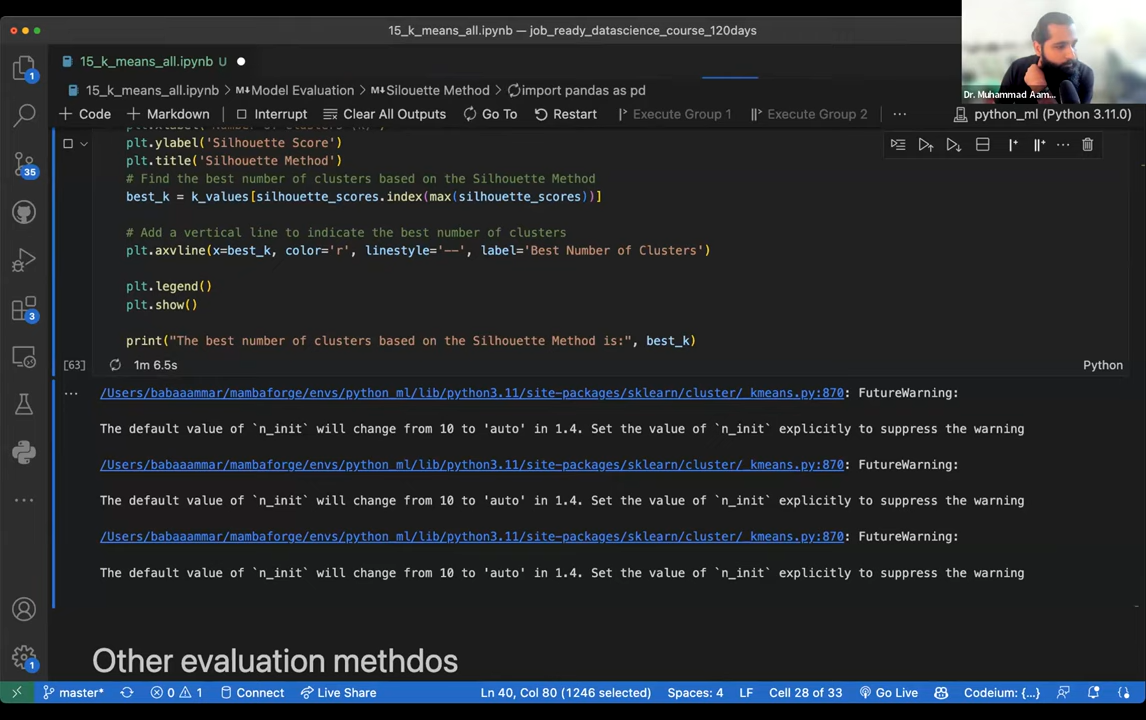 15_k_means_all.ipynb — job_ready_datascience_course_120days
15_k_means_all.ipynb U
15_k_means_all.ipynb > Model Evaluation > Silouette Method > import pandas as pd
+ Code + Markdown Interrupt Clear All Outputs Go To Restart Execute Group 1 Execute Group 2 ... python_ml (Python 3.11.0)
Dr. Muhammad Aam...
plt.ylabel('Silhouette Score')
plt.title('Silhouette Method')
# Find the best number of clusters based on the Silhouette Method
best_k = k_values[silhouette_scores.index(max(silhouette_scores))]
# Add a vertical line to indicate the best number of clusters
plt.axvline(x=best_k, color='r', linestyle='--', label='Best Number of Clusters')
plt.legend()
plt.show()
print("The best number of clusters based on the Silhouette Method is:", best_k)
[63] 1m 6.5s Python
/Users/babaaammar/mambaforge/envs/python_ml/lib/python3.11/site-packages/sklearn/cluster/_kmeans.py:870: FutureWarning:
The default value of `n_init` will change from 10 to 'auto' in 1.4. Set the value of `n_init` explicitly to suppress the warning
/Users/babaaammar/mambaforge/envs/python_ml/lib/python3.11/site-packages/sklearn/cluster/_kmeans.py:870: FutureWarning:
The default value of `n_init` will change from 10 to 'auto' in 1.4. Set the value of `n_init` explicitly to suppress the warning
/Users/babaaammar/mambaforge/envs/python_ml/lib/python3.11/site-packages/sklearn/cluster/_kmeans.py:870: FutureWarning:
The default value of `n_init` will change from 10 to 'auto' in 1.4. Set the value of `n_init` explicitly to suppress the warning
Other evaluation methdos
1
35
3
1
master* 0 1 Connect Live Share Ln 40, Col 80 (1246 selected) Spaces: 4 LF Cell 28 of 33 Go Live Codeium: {...}